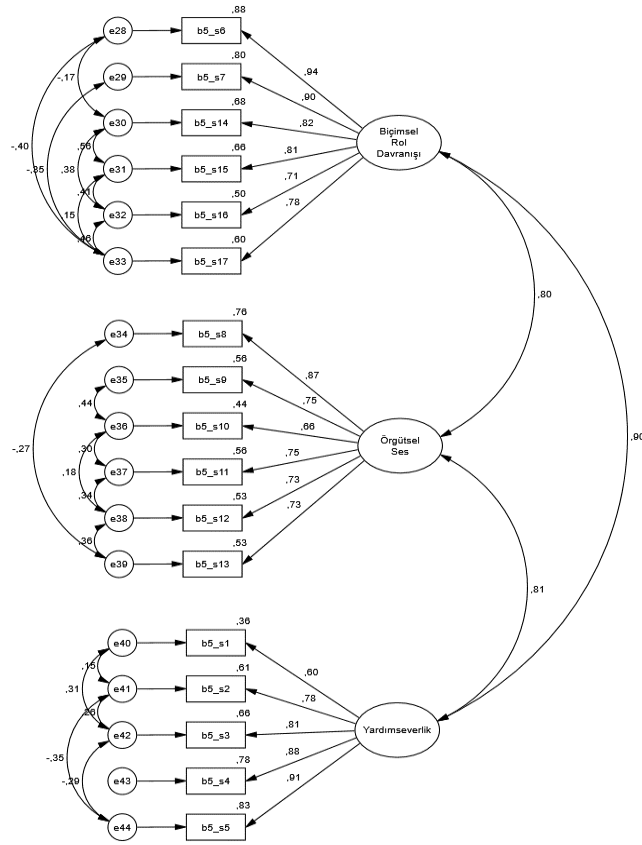 ,88
e28
b5_s6
,94
-,17
,80
e29
b5_s7
,90
,68
e30
b5_s14
,82
Biçimsel
Rol
Davranışı
-,40
,56
-,35
,38
,66
e31
b5_s15
,81
,41
,50
e32
b5_s16
,71
,15
,46
,60
e33
b5_s17
,78
,80
,76
e34
b5_s8
,87
,56
e35
b5_s9
,75
,44
,44
e36
b5_s10
,66
Örgütsel
Ses
,90
-,27
,30
,56
e37
b5_s11
,75
,18
,34
,53
e38
b5_s12
,73
,36
,53
e39
b5_s13
,73
,81
,36
e40
b5_s1
,60
,15
,31
,61
e41
b5_s2
,78
,66
e42
b5_s3
,81
Yardımseverlik
-,35
-,29
,78
e43
b5_s4
,88
,83
e44
b5_s5
,91